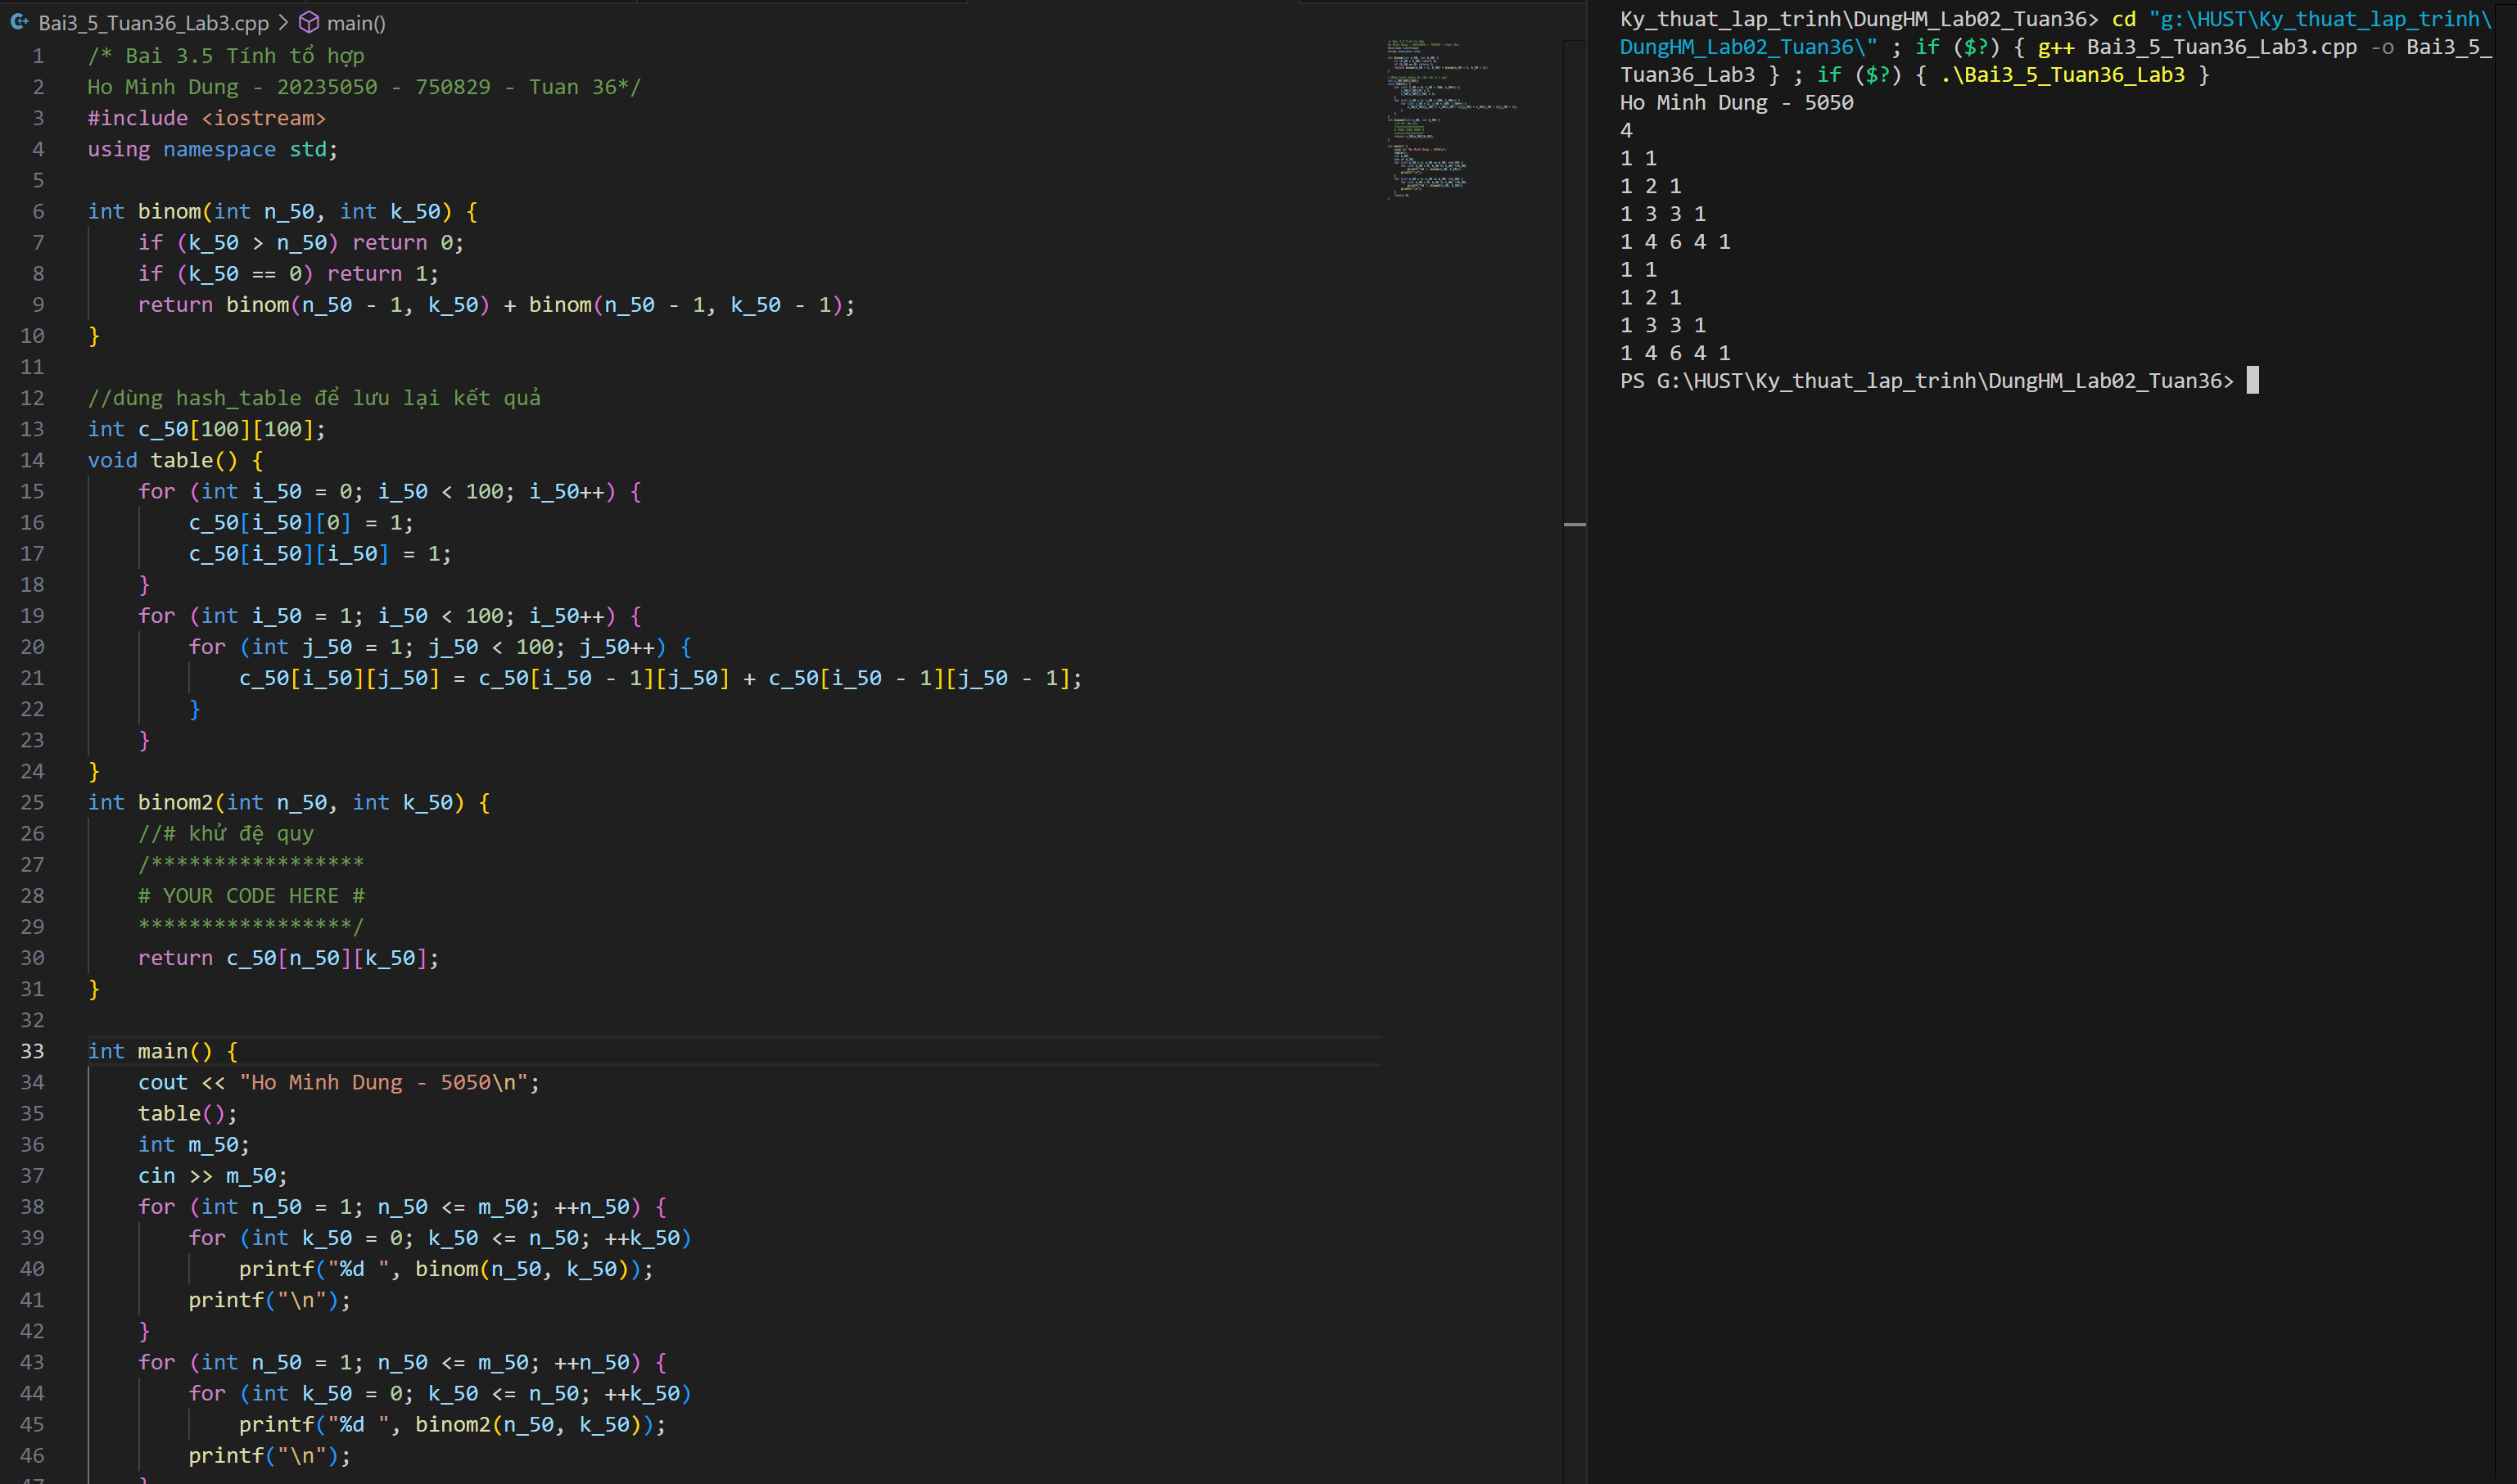 Bai3_5_Tuan36_Lab3.cpp > main()
1 /* Bai 3.5 Tính tổ hợp
2 Ho Minh Dung - 20235050 - 750829 - Tuan 36*/
3 #include <iostream>
4 using namespace std;
5
6 int binom(int n_50, int k_50) {
7     if (k_50 > n_50) return 0;
8     if (k_50 == 0) return 1;
9     return binom(n_50 - 1, k_50) + binom(n_50 - 1, k_50 - 1);
10 }
11
12 //dùng hash_table để lưu lại kết quả
13 int c_50[100][100];
14 void table() {
15     for (int i_50 = 0; i_50 < 100; i_50++) {
16         c_50[i_50][0] = 1;
17         c_50[i_50][i_50] = 1;
18     }
19     for (int i_50 = 1; i_50 < 100; i_50++) {
20         for (int j_50 = 1; j_50 < 100; j_50++) {
21             c_50[i_50][j_50] = c_50[i_50 - 1][j_50] + c_50[i_50 - 1][j_50 - 1];
22         }
23     }
24 }
25 int binom2(int n_50, int k_50) {
26     //# khử đệ quy
27     /*****************
28     # YOUR CODE HERE #
29     *****************/
30     return c_50[n_50][k_50];
31 }
32
33 int main() {
34     cout << "Ho Minh Dung - 5050\n";
35     table();
36     int m_50;
37     cin >> m_50;
38     for (int n_50 = 1; n_50 <= m_50; ++n_50) {
39         for (int k_50 = 0; k_50 <= n_50; ++k_50)
40             printf("%d ", binom(n_50, k_50));
41         printf("\n");
42     }
43     for (int n_50 = 1; n_50 <= m_50; ++n_50) {
44         for (int k_50 = 0; k_50 <= n_50; ++k_50)
45             printf("%d ", binom2(n_50, k_50));
46         printf("\n");
47     }
Ky_thuat_lap_trinh\DungHM_Lab02_Tuan36> cd "g:\HUST\Ky_thuat_lap_trinh\
DungHM_Lab02_Tuan36\" ; if ($?) { g++ Bai3_5_Tuan36_Lab3.cpp -o Bai3_5_
Tuan36_Lab3 } ; if ($?) { .\Bai3_5_Tuan36_Lab3 }
Ho Minh Dung - 5050
4
1 1
1 2 1
1 3 3 1
1 4 6 4 1
1 1
1 2 1
1 3 3 1
1 4 6 4 1
PS G:\HUST\Ky_thuat_lap_trinh\DungHM_Lab02_Tuan36>